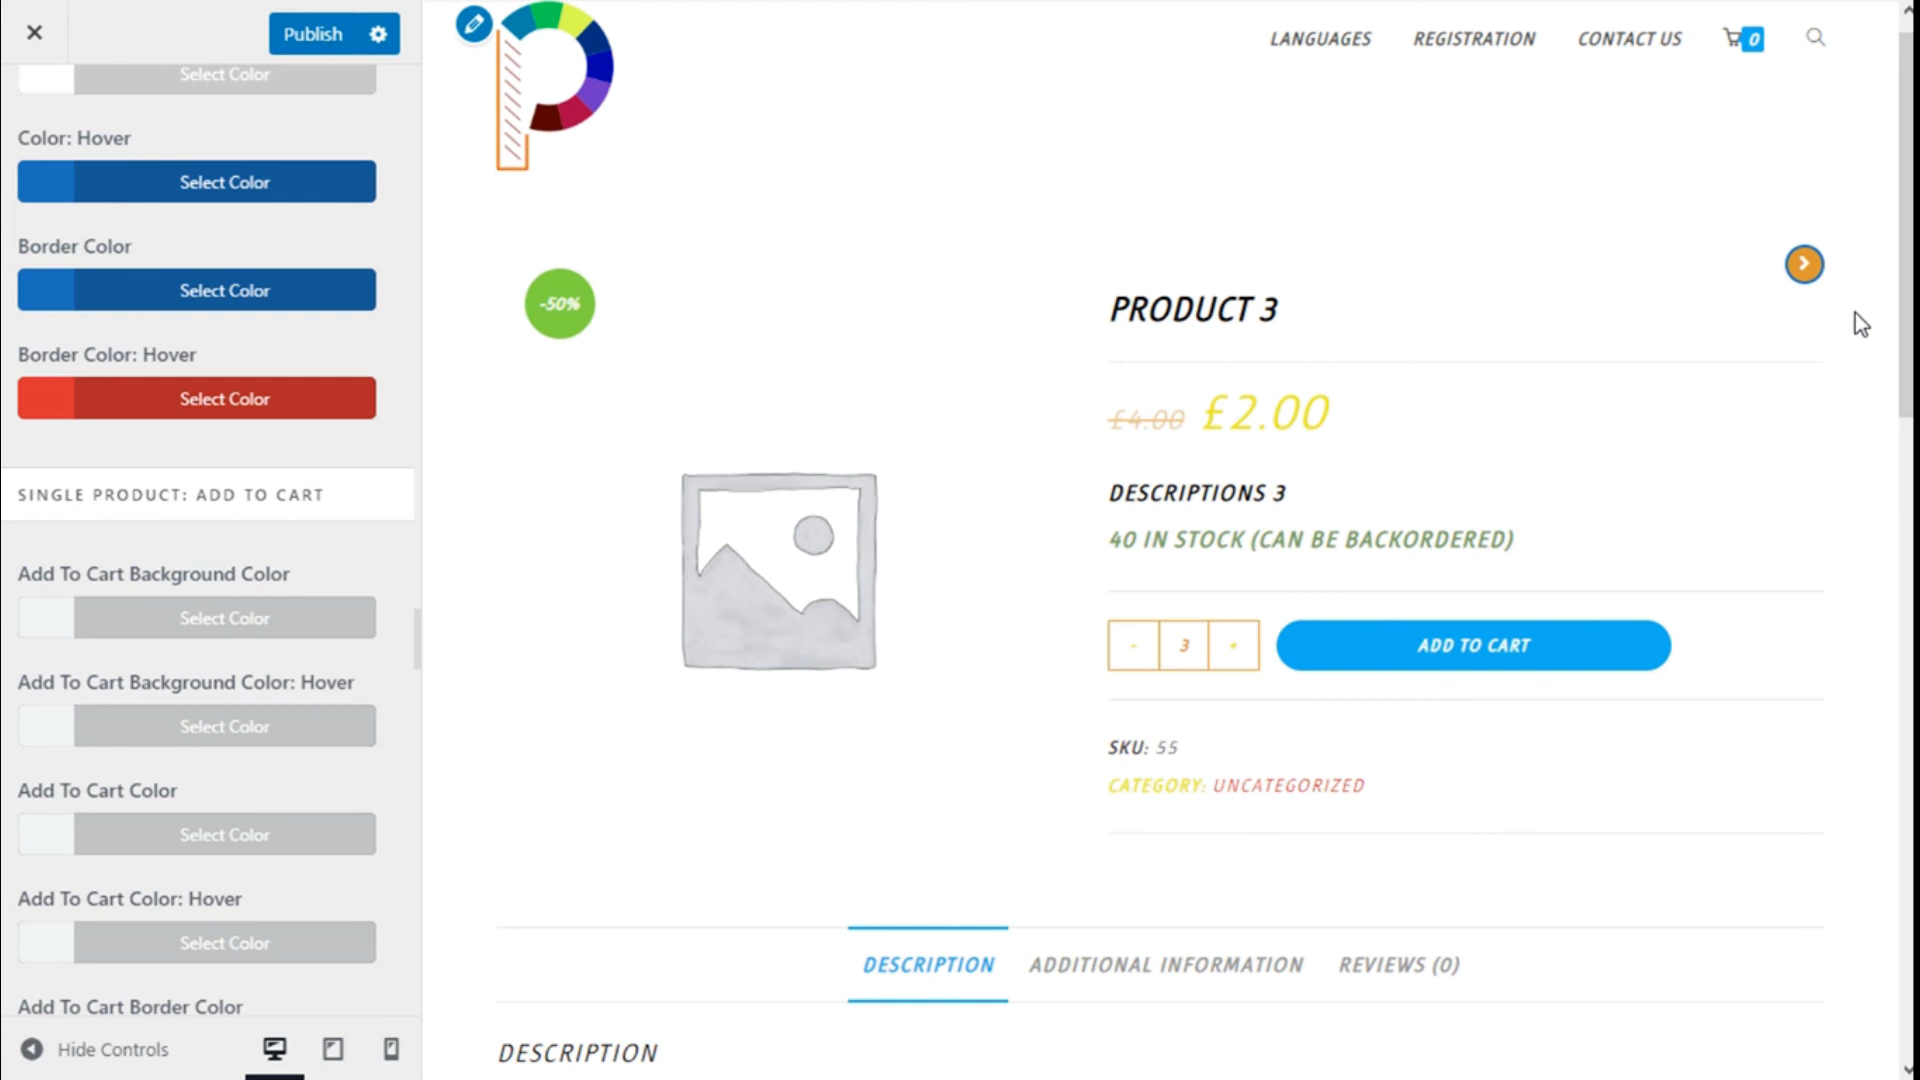 Publish
Select Color
Color: Hover
Select Color
Border Color
Select Color
Border Color: Hover
Select Color
SINGLE PRODUCT: ADD TO CART
Add To Cart Background Color
Select Color
Add To Cart Background Color: Hover
Select Color
Add To Cart Color
Select Color
Add To Cart Color: Hover
Select Color
Add To Cart Border Color
Hide Controls
LANGUAGES REGISTRATION CONTACT US 0
-50%
PRODUCT 3
£4.00 £2.00
DESCRIPTIONS 3
40 IN STOCK (CAN BE BACKORDERED)
- 3 + ADD TO CART
SKU: 55
CATEGORY: UNCATEGORIZED
DESCRIPTION ADDITIONAL INFORMATION REVIEWS (0)
DESCRIPTION